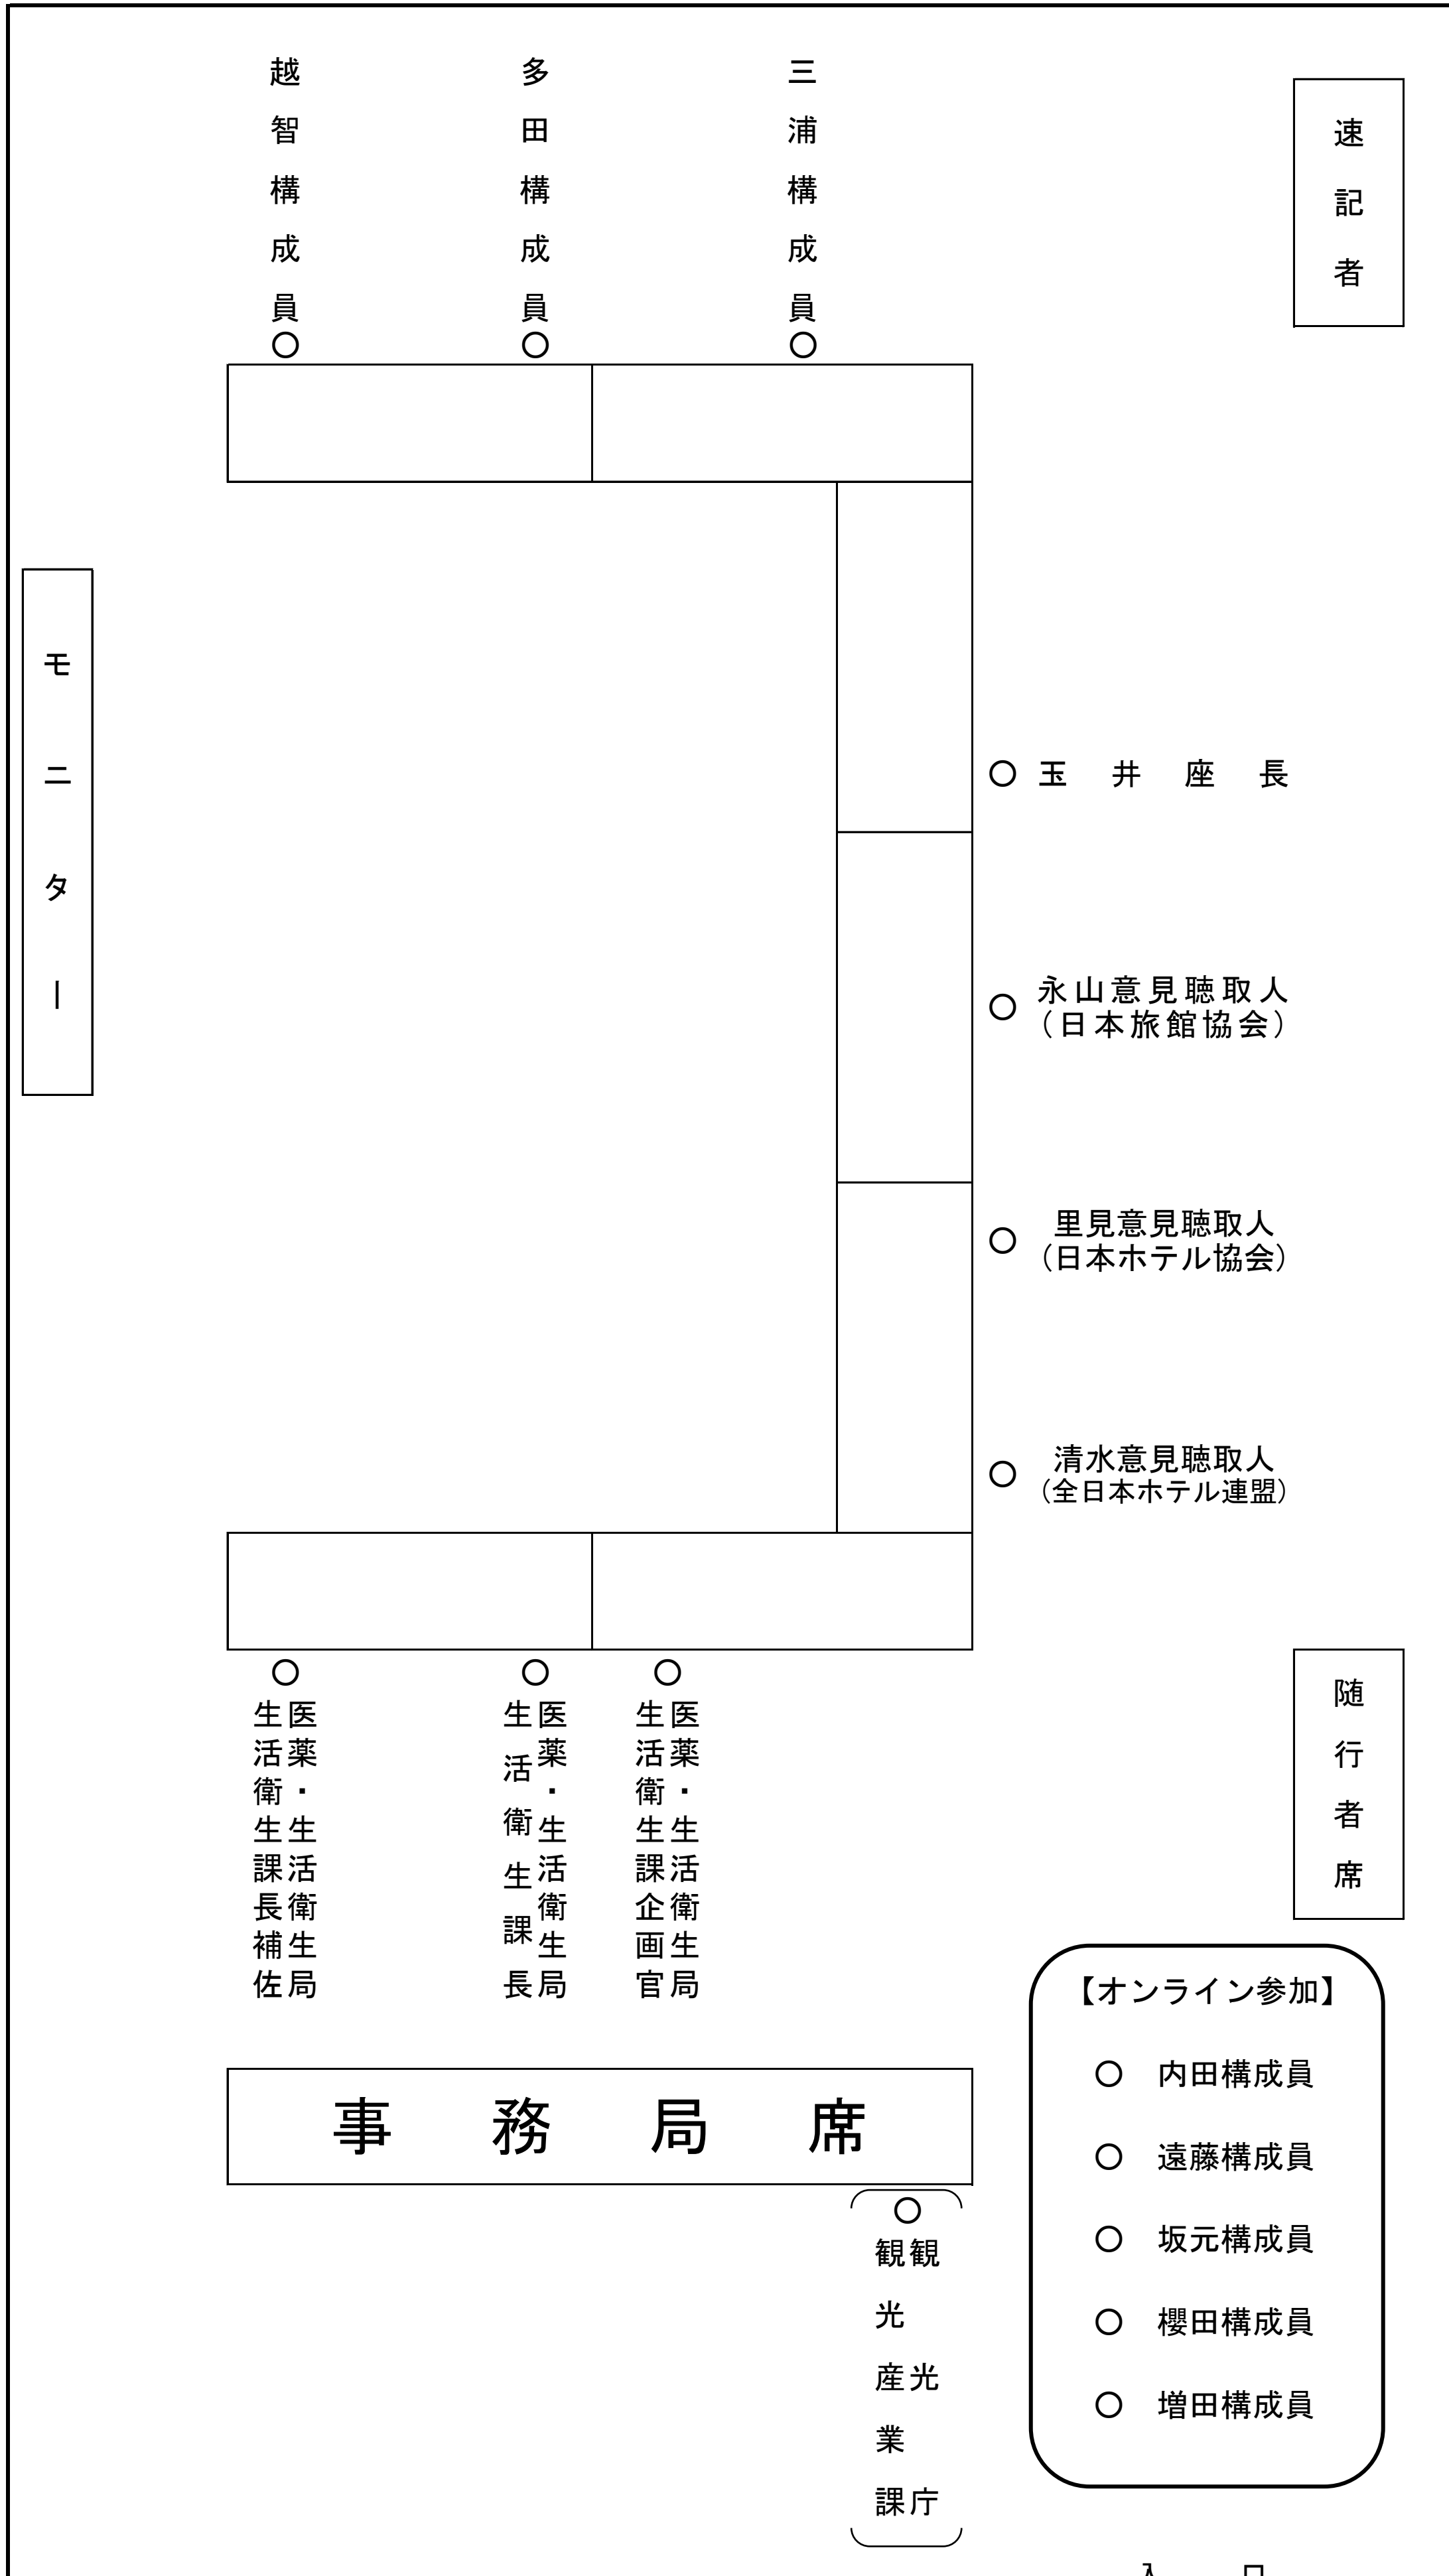 越智構成員
多田構成員
三浦構成員
速記者
モニター
玉井座長
永山意見聴取人
（日本旅館協会）
里見意見聴取人
（日本ホテル協会）
清水意見聴取人
（全日本ホテル連盟）
医薬・生活衛生局
生活衛生課長補佐
医薬・生活衛生局
生活衛生課長
医薬・生活衛生局
生活衛生課企画官
随行者席
事務局席
観光庁
観光産業課
【オンライン参加】
○ 内田構成員
○ 遠藤構成員
○ 坂元構成員
○ 櫻田構成員
○ 増田構成員